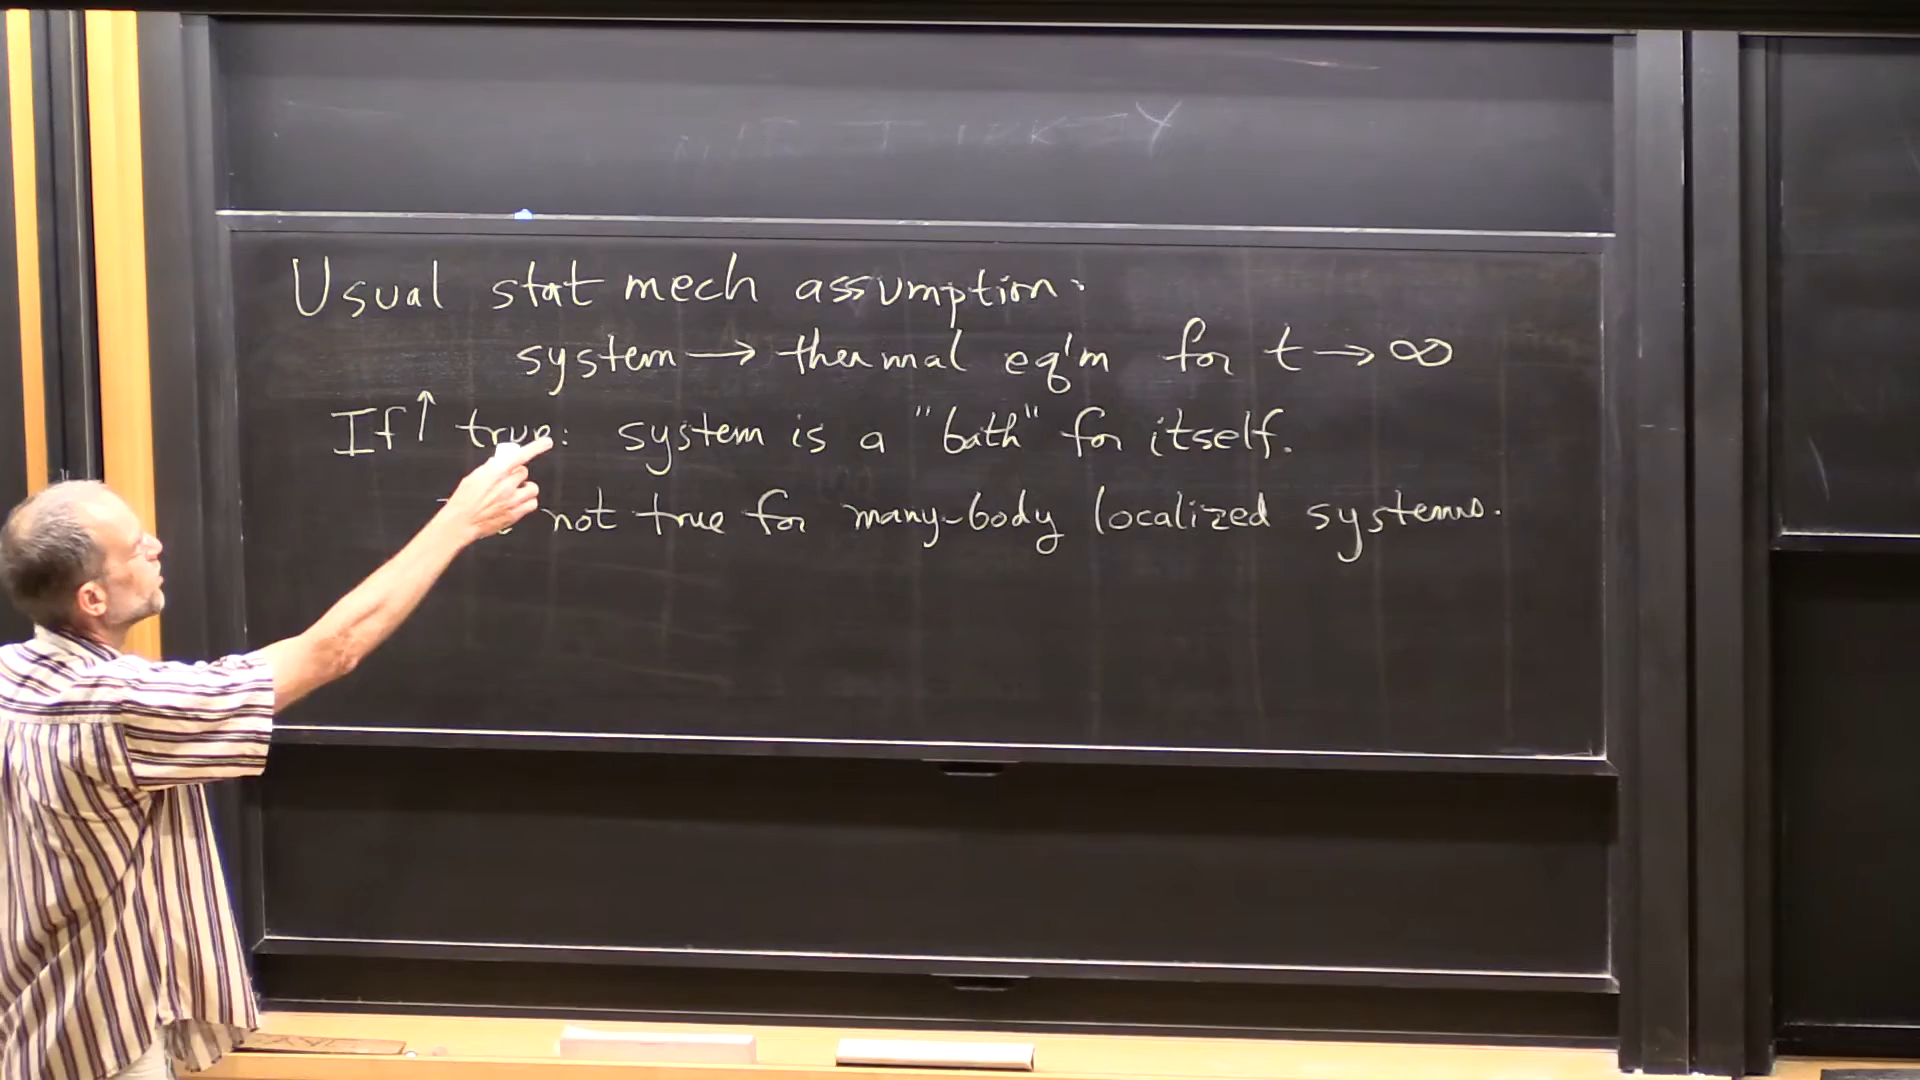 Usual stat mech assumption:
system → thermal eq'm for t → ∞
If ↑ true: system is a "bath" for itself.
not true for many-body localized systems.